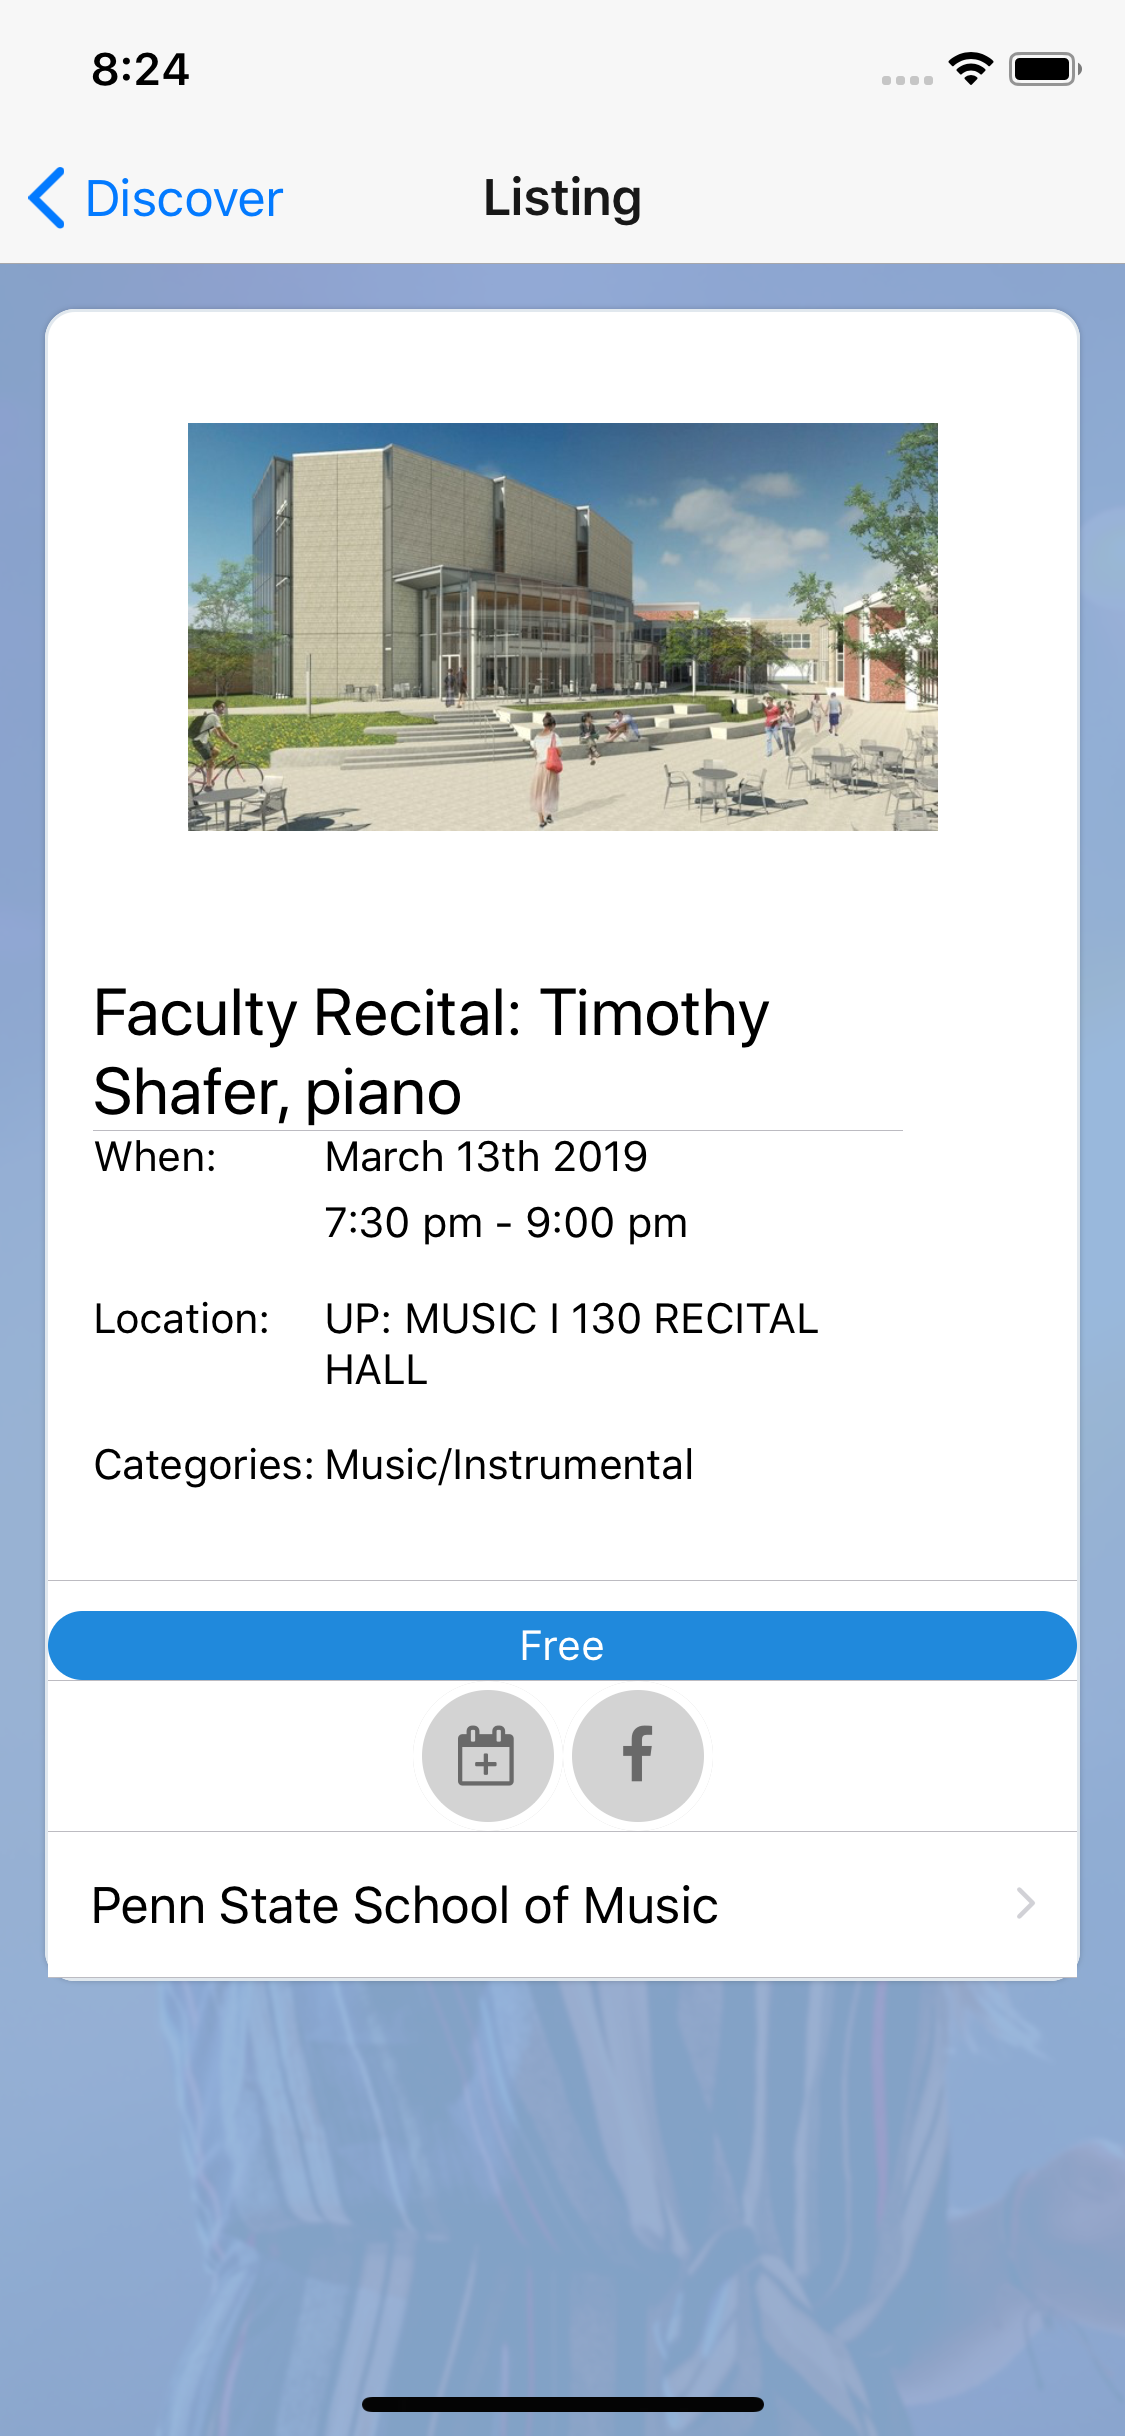 8:24
Discover
Listing
Faculty Recital: Timothy
Shafer, piano
When:
March 13th 2019
7:30 pm - 9:00 pm
Location:
UP: MUSIC I 130 RECITAL
HALL
Categories:
Music/Instrumental
Free
Penn State School of Music